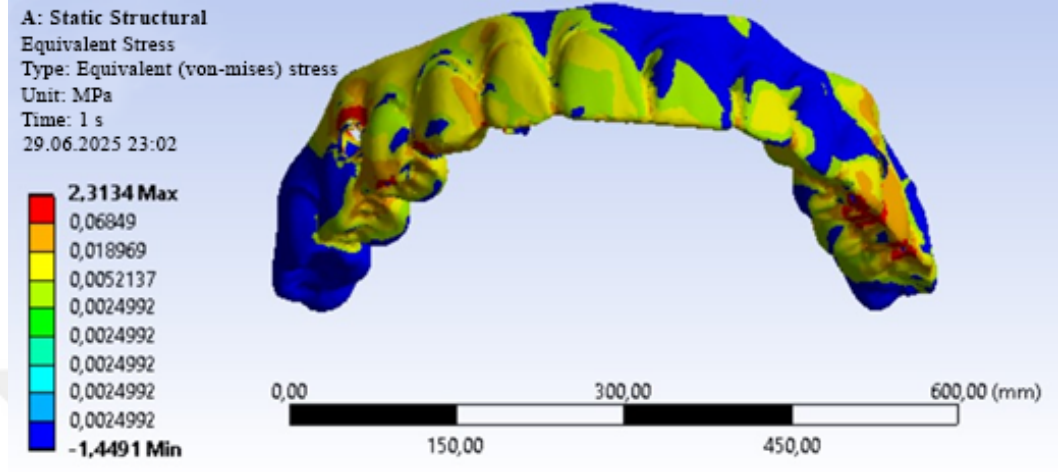 A: Static Structural
Equivalent Stress
Type: Equivalent (von-mises) stress
Unit: MPa
Time: 1 s
29.06.2025 23:02
2,3134 Max
0,06849
0,018969
0,0052137
0,0024992
0,0024992
0,0024992
0,0024992
0,0024992
-1,4491 Min
0,00 300,00 600,00 (mm)
150,00 450,00